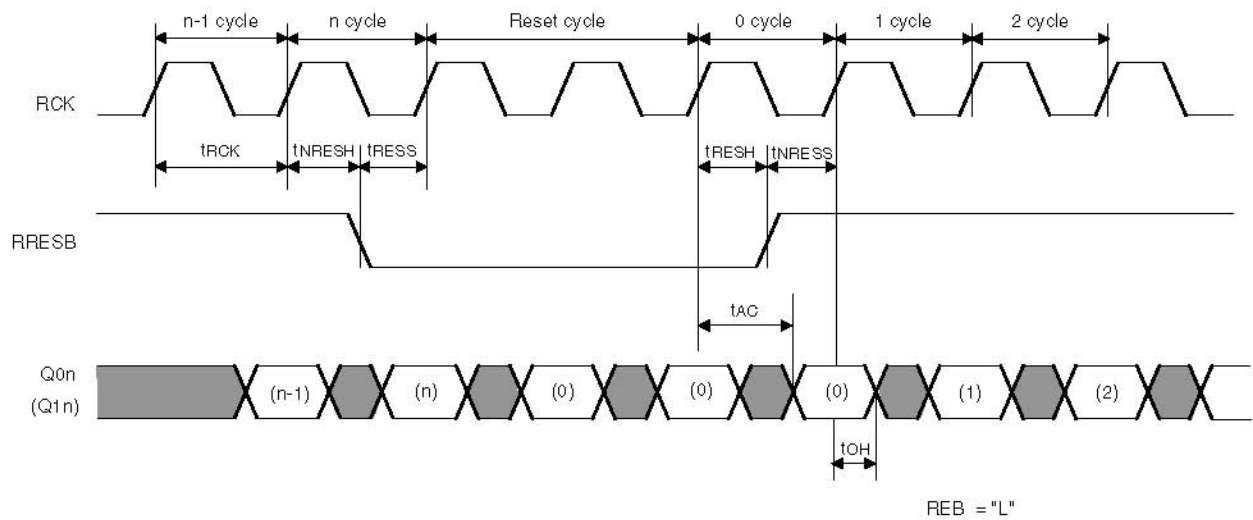 n-1 cycle n cycle Reset cycle 0 cycle 1 cycle 2 cycle
RCK
tRCK tNRESH tRESS tRESH tNRESS
RRESB
tAC
Q0n
(Q1n)
(n-1) (n) (0) (0) (0) (1) (2)
tOH
REB = "L"